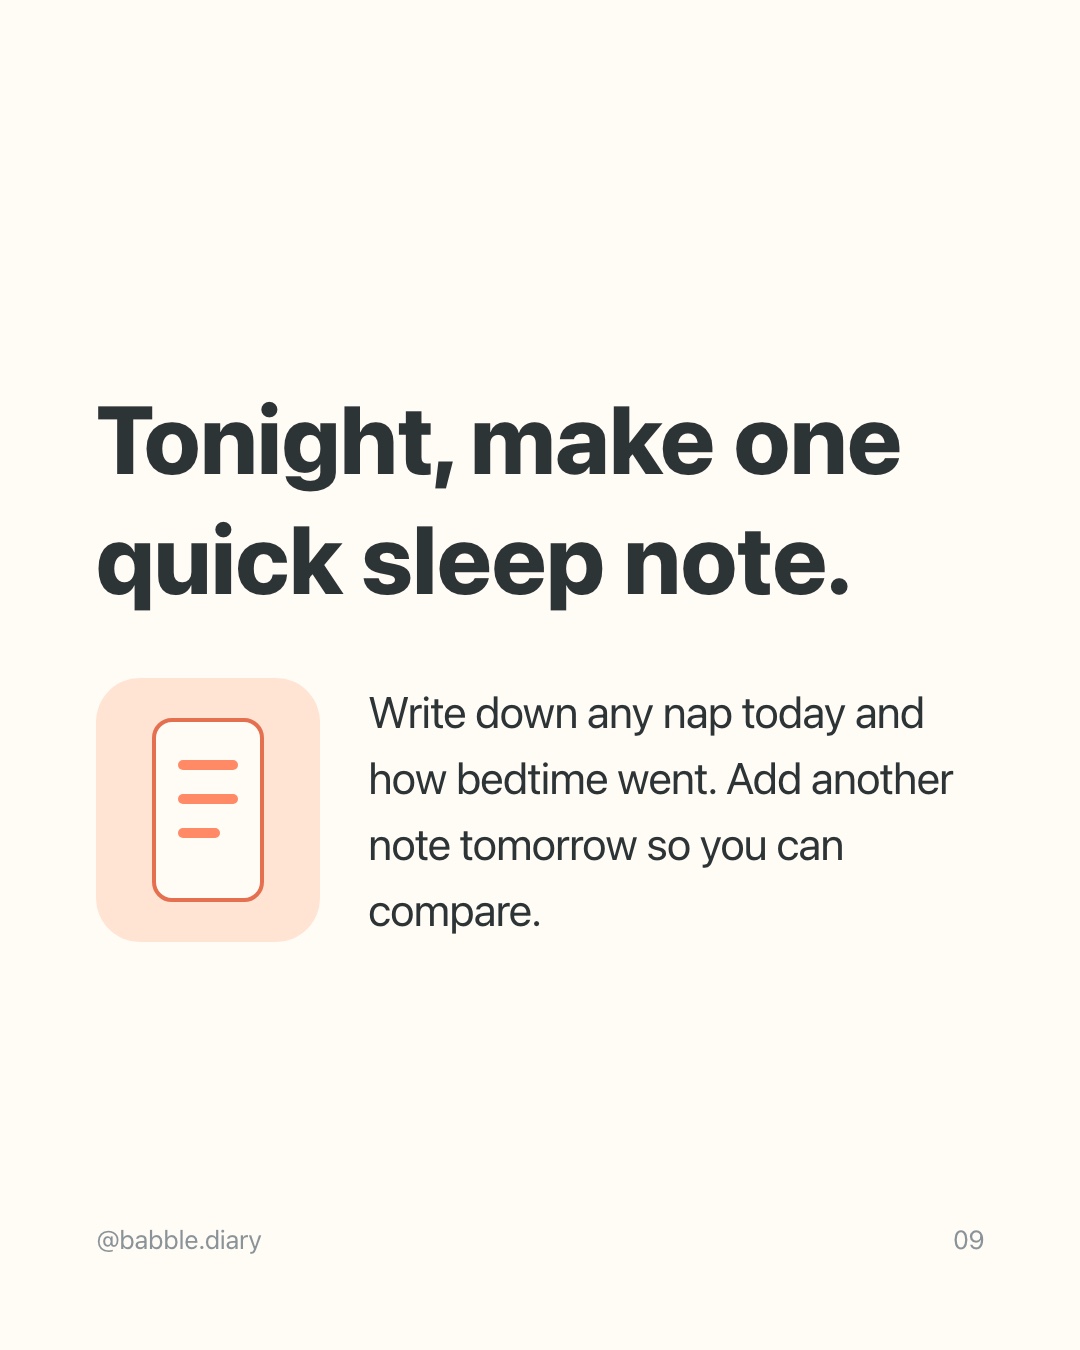 Tonight, make one
quick sleep note.
Write down any nap today and
how bedtime went. Add another
note tomorrow so you can
compare.
@babble.diary
09